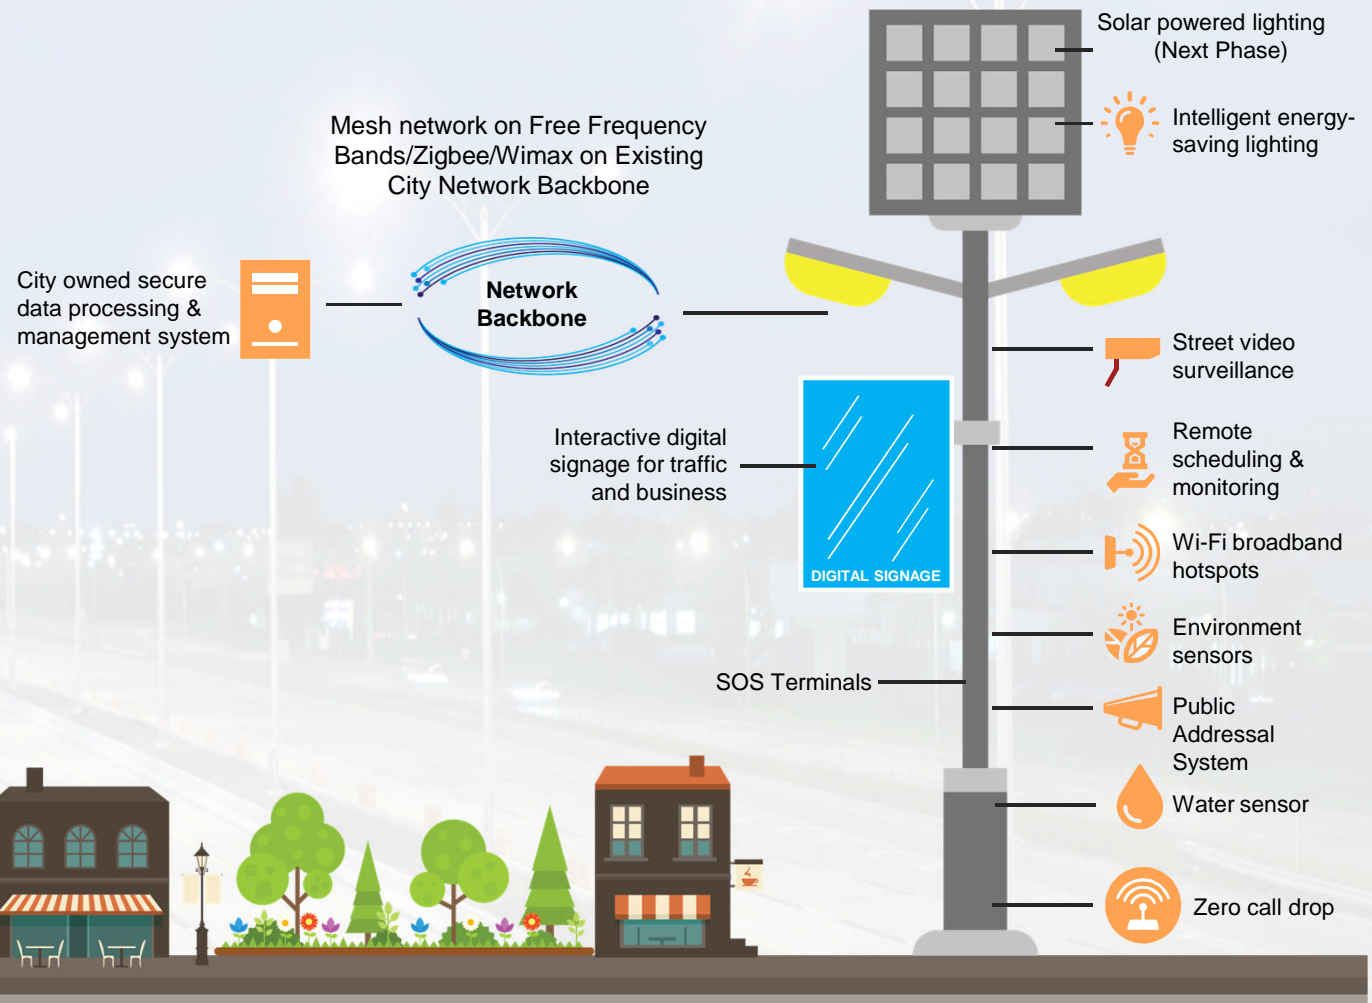 Solar powered lighting
(Next Phase)
Intelligent energy-
saving lighting
Mesh network on Free Frequency
Bands/Zigbee/Wimax on Existing
City Network Backbone
City owned secure
data processing &
management system
Network
Backbone
Street video
surveillance
Interactive digital
signage for traffic
and business
DIGITAL SIGNAGE
Remote
scheduling &
monitoring
Wi-Fi broadband
hotspots
Environment
sensors
SOS Terminals
Public
Addressal
System
Water sensor
Zero call drop